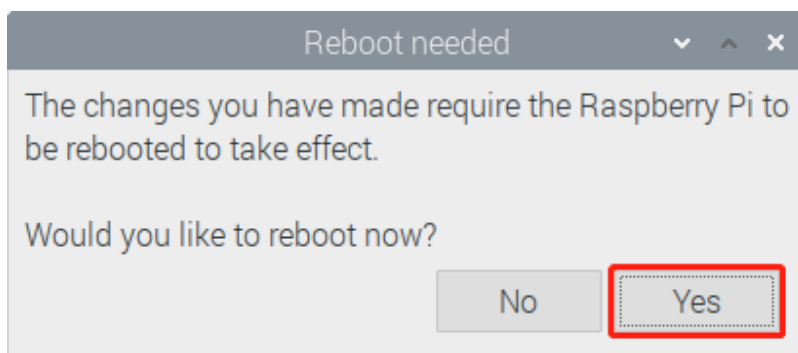 Reboot needed
The changes you have made require the Raspberry Pi to
be rebooted to take effect.
Would you like to reboot now?
No Yes